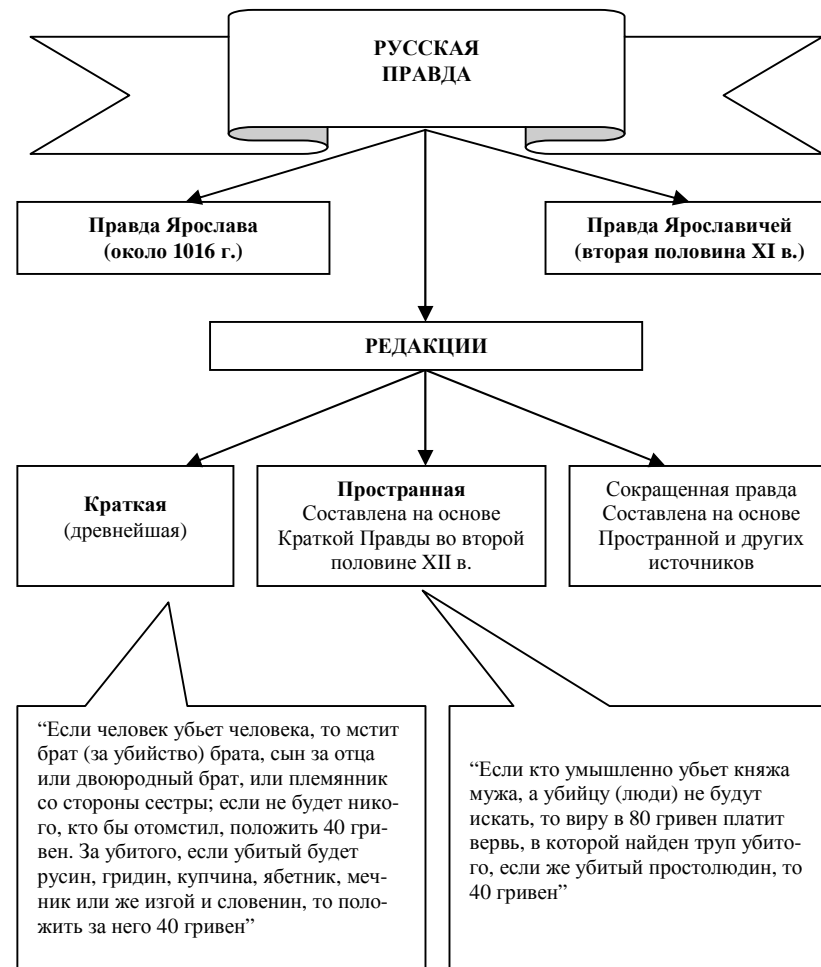 РУССКАЯ
ПРАВДА
Правда Ярослава
(около 1016 г.)
Правда Ярославичей
(вторая половина XI в.)
РЕДАКЦИИ
Краткая
(древнейшая)
Пространная
Составлена на основе
Краткой Правды во второй
половине XII в.
Сокращенная правда
Составлена на основе
Пространной и других
источников
“Если человек убьет человека, то мстит
брат (за убийство) брата, сын за отца
или двоюродный брат, или племянник
со стороны сестры; если не будет нико-
го, кто бы отомстил, положить 40 гри-
вен. За убитого, если убитый будет
русин, гридин, купчина, ябетник, меч-
ник или же изгой и словенин, то поло-
жить за него 40 гривен”
“Если кто умышленно убьет княжа
мужа, а убийцу (люди) не будут
искать, то виру в 80 гривен платит
вервь, в которой найден труп убито-
го, если же убитый простолюдин, то
40 гривен”